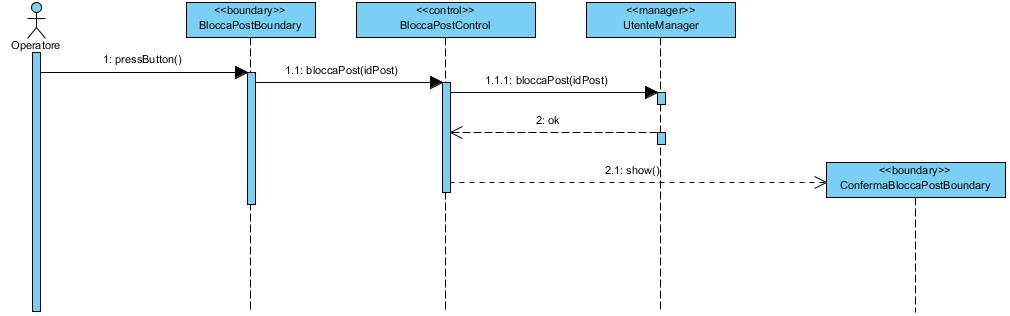 <<boundary>>
BloccaPostBoundary
<<control>>
BloccaPostControl
<<manager>>
UtenteManager
Operatore
1: pressButton()
1.1: bloccaPost(idPost)
1.1.1: bloccaPost(idPost)
2: ok
2.1: show()
<<boundary>>
ConfermaBloccaPostBoundary